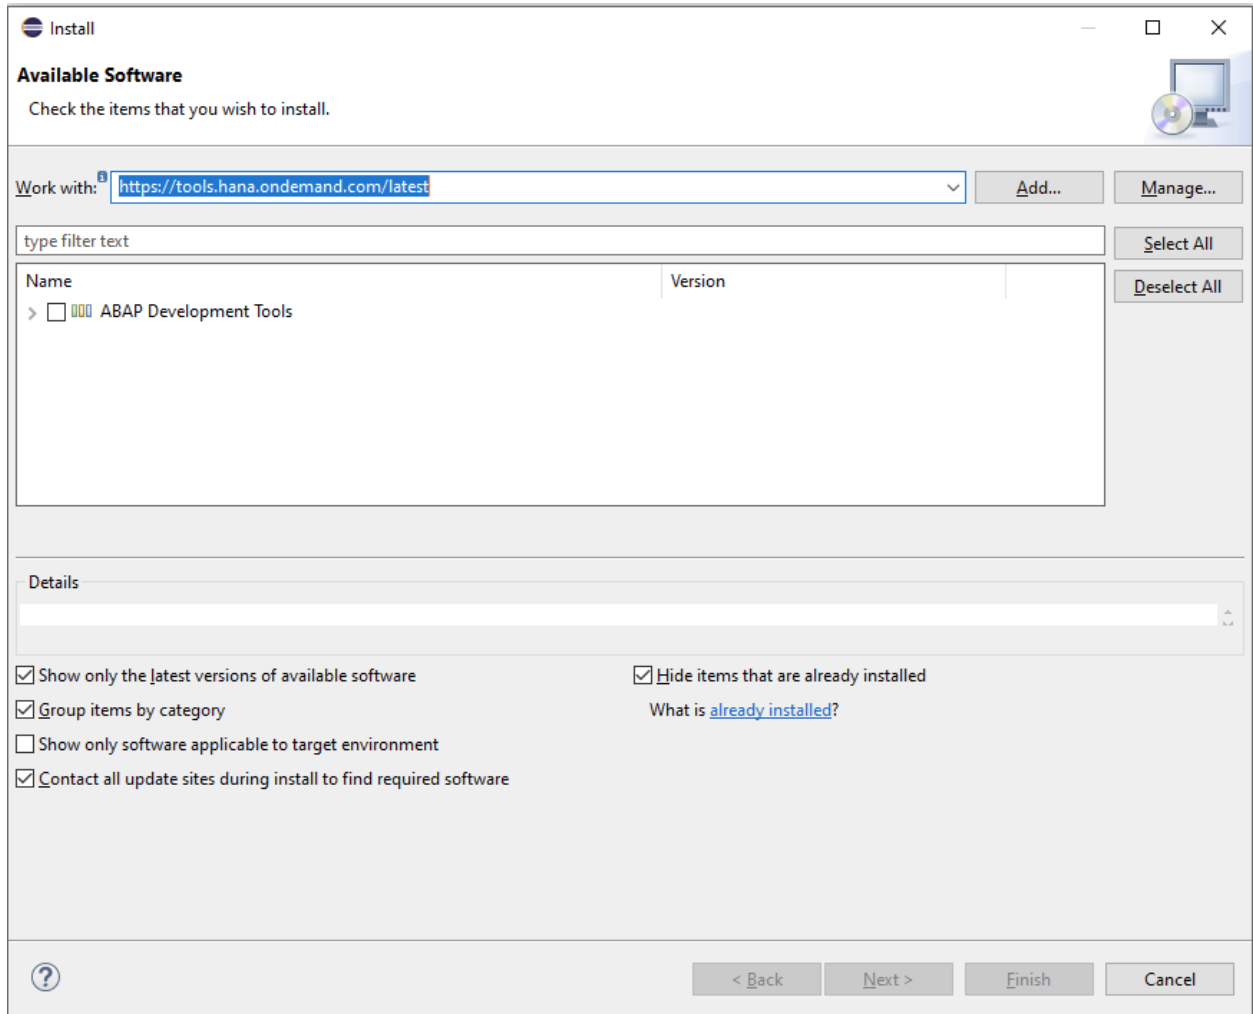 Install
Available Software
Check the items that you wish to install.
Work with: https://tools.hana.ondemand.com/latest Add... Manage...
type filter text Select All
Name Version Deselect All
ABAP Development Tools
Details
Show only the latest versions of available software Hide items that are already installed
Group items by category What is already installed?
Show only software applicable to target environment
Contact all update sites during install to find required software
? < Back Next > Finish Cancel